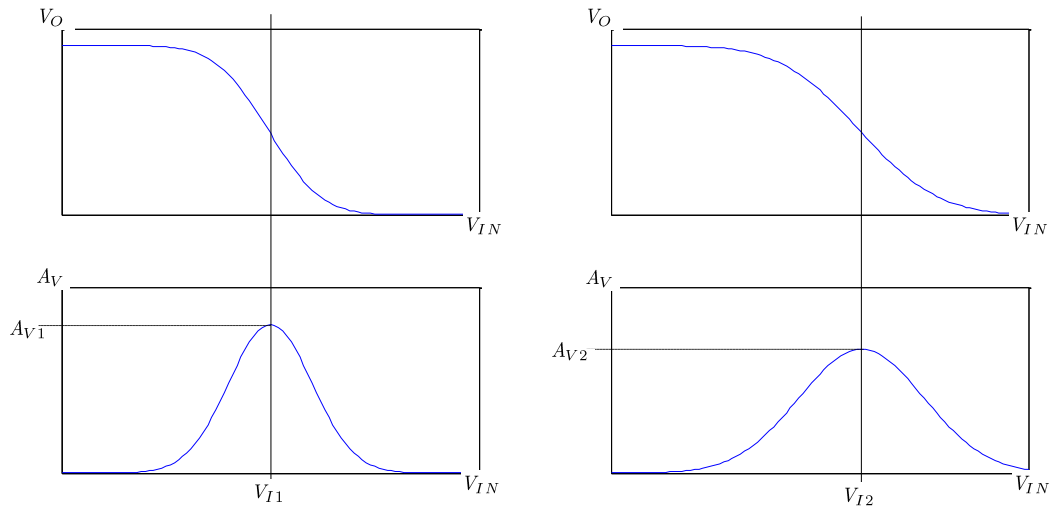 V_O
V_{IN}
A_V
A_{V1}
V_{I1}
V_{IN}
V_O
V_{IN}
A_V
A_{V2}
V_{I2}
V_{IN}